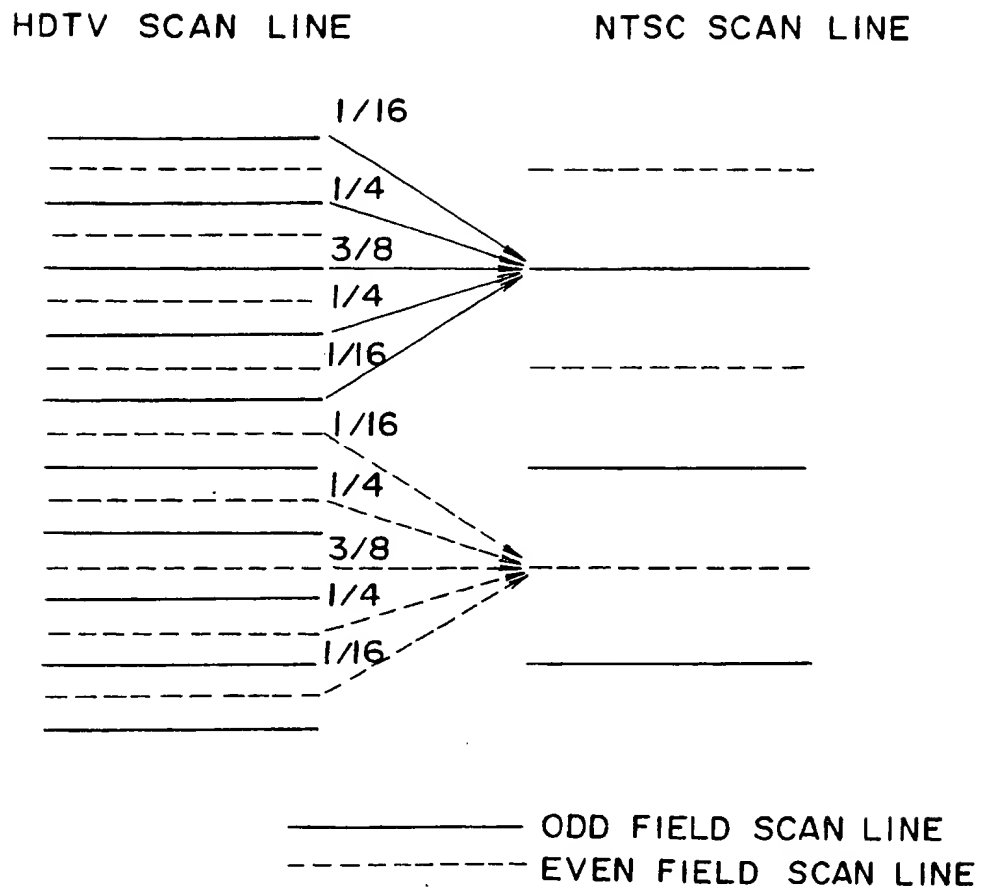 HDTV SCAN LINE
NTSC SCAN LINE
1/16
1/4
3/8
1/4
1/16
1/16
1/4
3/8
1/4
1/16
ODD FIELD SCAN LINE
EVEN FIELD SCAN LINE